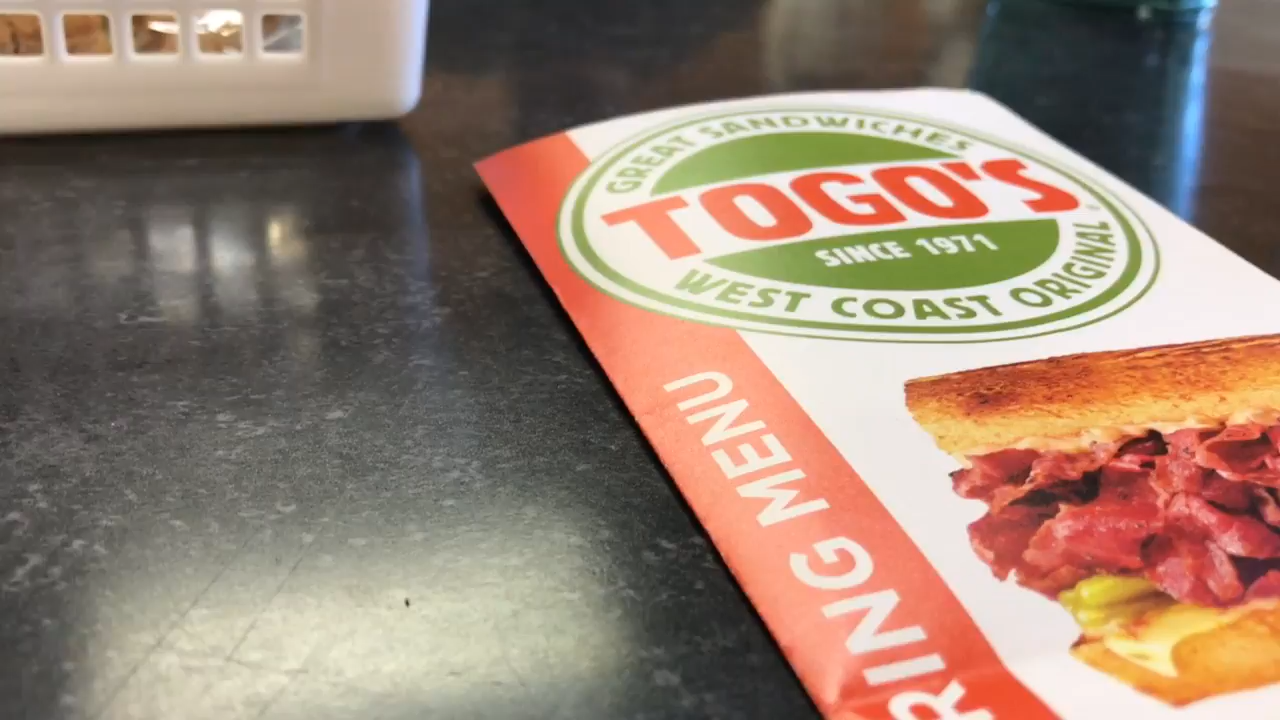 GREAT SANDWICHES
TOGO'S
SINCE 1971
WEST COAST ORIGINAL
RING MENU